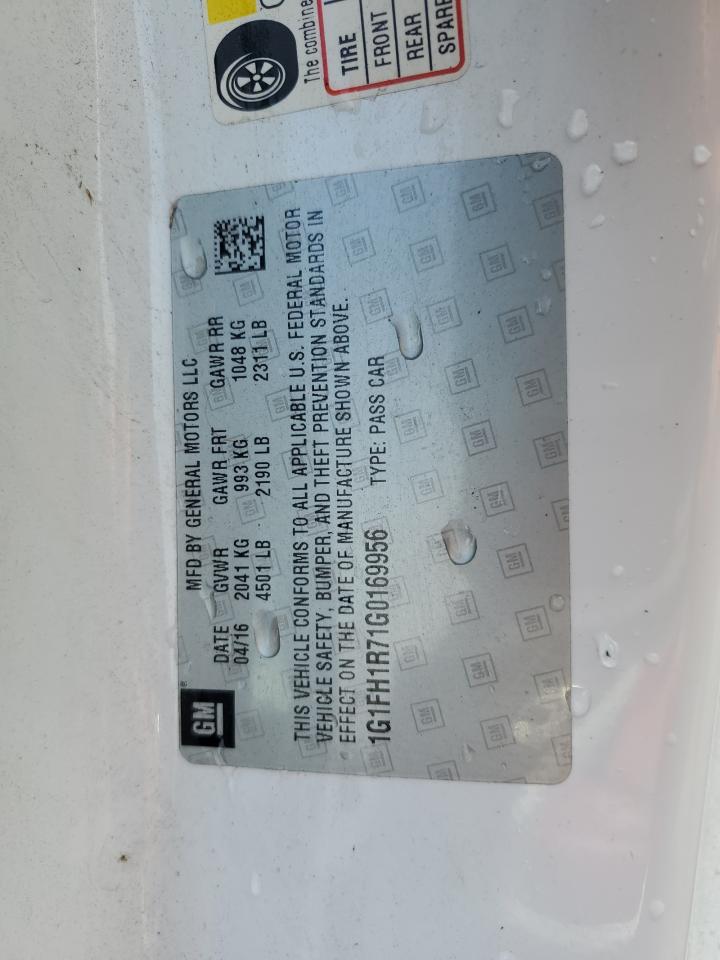 The combine
TIRE
FRONT
REAR
SPARE
GM
MFD BY GENERAL MOTORS LLC
DATE GVWR GAWR FRT GAWR RR
04/16 2041 KG 993 KG 1048 KG
4501 LB 2190 LB 2311 LB
THIS VEHICLE CONFORMS TO ALL APPLICABLE U.S. FEDERAL MOTOR
VEHICLE SAFETY, BUMPER, AND THEFT PREVENTION STANDARDS IN
EFFECT ON THE DATE OF MANUFACTURE SHOWN ABOVE.
1G1FH1R71G0169956 TYPE: PASS CAR